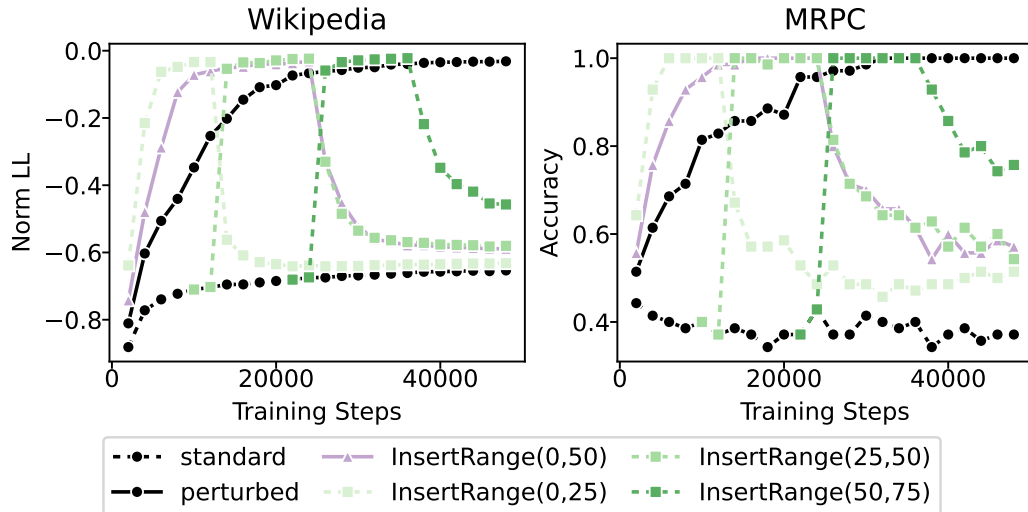 Wikipedia
MRPC
0.0
−0.2
−0.4
−0.6
−0.8
Norm LL
0
20000
40000
Training Steps
1.0
0.8
0.6
0.4
Accuracy
0
20000
40000
Training Steps
standard
perturbed
InsertRange(0,50)
InsertRange(0,25)
InsertRange(25,50)
InsertRange(50,75)